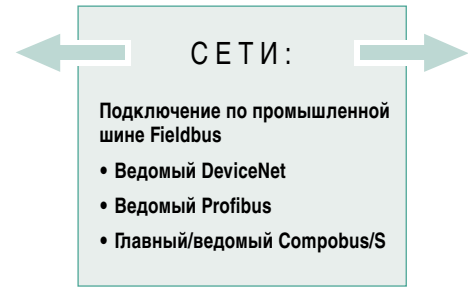 СЕТИ:
Подключение по промышленной
шине Fieldbus
• Ведомый DeviceNet
• Ведомый Profibus
• Главный/ведомый Compobus/S